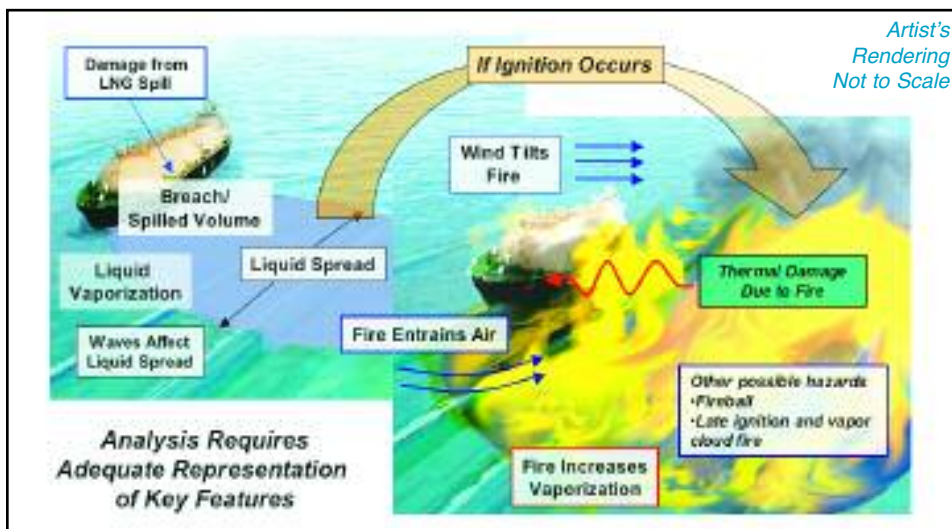 Artist's
Rendering
Not to Scale
Damage from
LNG Spill
If Ignition Occurs
Wind Tilts
Fire
Breach/
Spilled Volume
Liquid
Vaporization
Liquid Spread
Thermal Damage
Due to Fire
Waves Affect
Liquid Spread
Fire Entrains Air
Other possible hazards
•Fireball
•Late ignition and vapor
cloud fire
Analysis Requires
Adequate Representation
of Key Features
Fire Increases
Vaporization